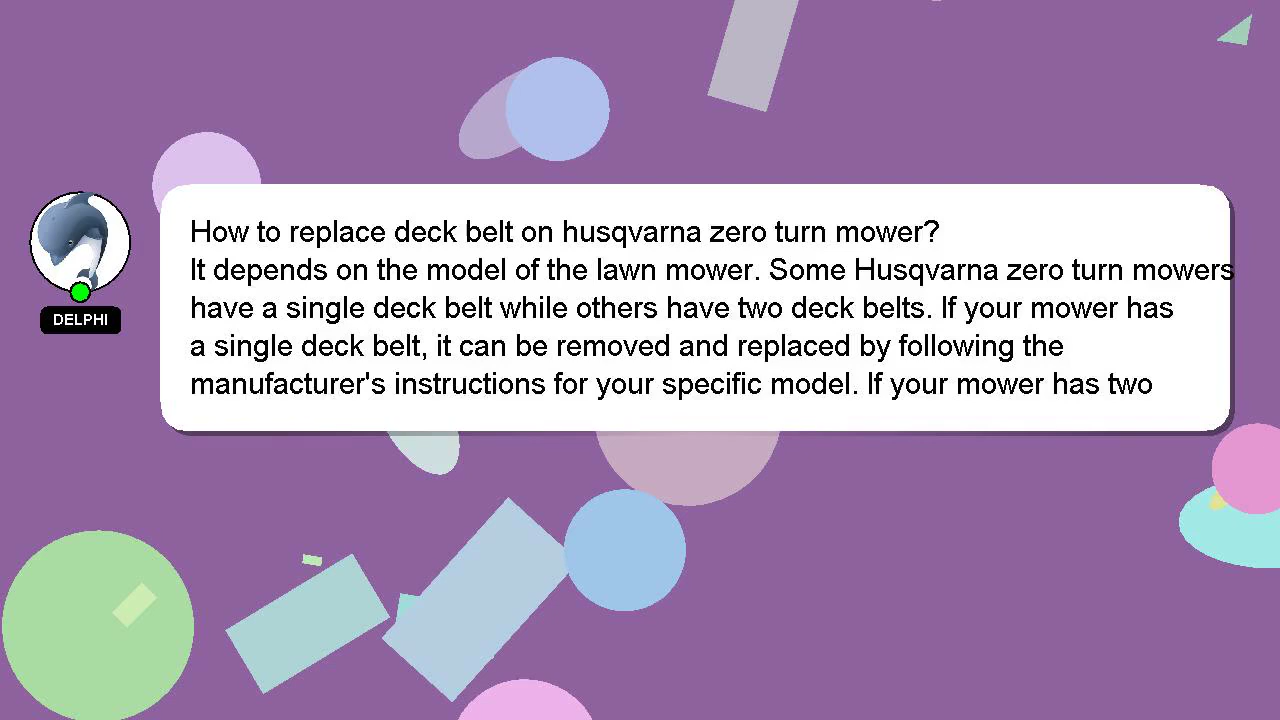 How to replace deck belt on husqvarna zero turn mower?
It depends on the model of the lawn mower. Some Husqvarna zero turn mowers
have a single deck belt while others have two deck belts. If your mower has
a single deck belt, it can be removed and replaced by following the
manufacturer's instructions for your specific model. If your mower has two
DELPHI